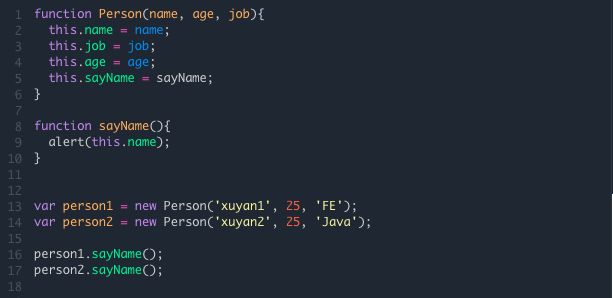 1 function Person(name, age, job){
2   this.name = name;
3   this.job = job;
4   this.age = age;
5   this.sayName = sayName;
6 }
7
8 function sayName(){
9   alert(this.name);
10 }
11
12
13 var person1 = new Person('xuyan1', 25, 'FE');
14 var person2 = new Person('xuyan2', 25, 'Java');
15
16 person1.sayName();
17 person2.sayName();
18